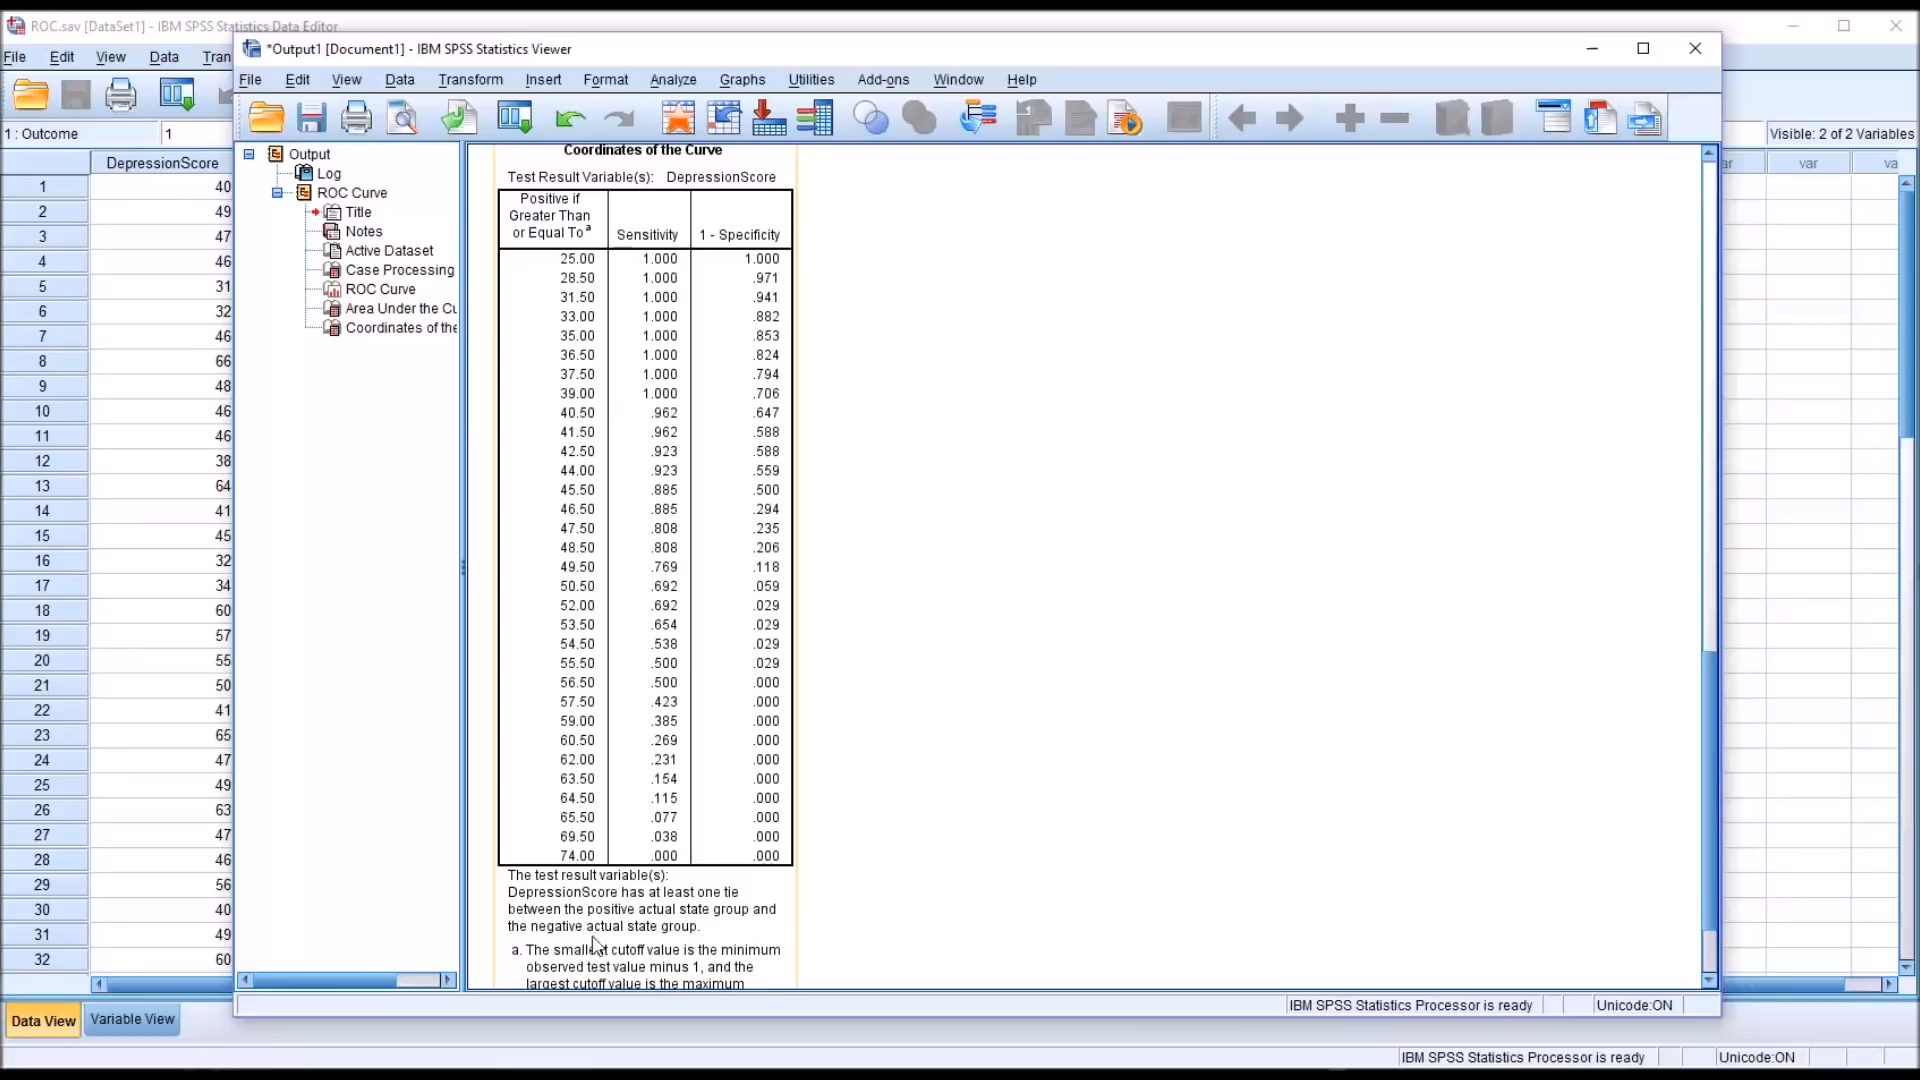 ROC.sav [DataSet1] - IBM SPSS Statistics Data Editor
File Edit View Data Tran
1 : Outcome 1
Visible: 2 of 2 Variables
DepressionScore
var
1 40
2 49
3 47
4 46
5 31
6 32
7 46
8 66
9 48
10 46
11 46
12 38
13 64
14 41
15 45
16 32
17 34
18 60
19 57
20 55
21 50
22 41
23 65
24 47
25 49
26 63
27 47
28 46
29 56
30 40
31 49
32 60
Data View Variable View
IBM SPSS Statistics Processor is ready Unicode:ON
*Output1 [Document1] - IBM SPSS Statistics Viewer
File Edit View Data Transform Insert Format Analyze Graphs Utilities Add-ons Window Help
Output
Log
ROC Curve
Title
Notes
Active Dataset
Case Processing
ROC Curve
Area Under the Cu
Coordinates of the
Coordinates of the Curve
Test Result Variable(s): DepressionScore
Positive if
Greater Than
or Equal To a Sensitivity 1 - Specificity
25.00 1.000 1.000
28.50 1.000 .971
31.50 1.000 .941
33.00 1.000 .882
35.00 1.000 .853
36.50 1.000 .824
37.50 1.000 .794
39.00 1.000 .706
40.50 .962 .647
41.50 .962 .588
42.50 .923 .588
44.00 .923 .559
45.50 .885 .500
46.50 .885 .294
47.50 .808 .235
48.50 .808 .206
49.50 .769 .118
50.50 .692 .059
52.00 .692 .029
53.50 .654 .029
54.50 .538 .029
55.50 .500 .029
56.50 .500 .000
57.50 .423 .000
59.00 .385 .000
60.50 .269 .000
62.00 .231 .000
63.50 .154 .000
64.50 .115 .000
65.50 .077 .000
69.50 .038 .000
74.00 .000 .000
The test result variable(s):
DepressionScore has at least one tie
between the positive actual state group and
the negative actual state group.
a. The smallest cutoff value is the minimum
observed test value minus 1, and the
largest cutoff value is the maximum
IBM SPSS Statistics Processor is ready Unicode:ON